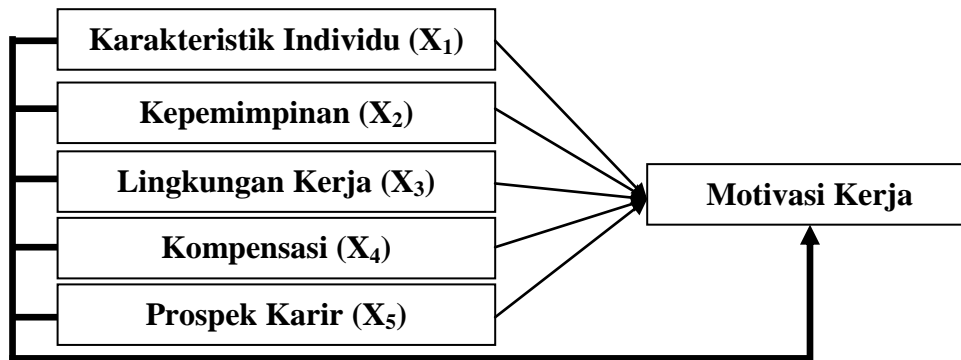 Karakteristik Individu (X₁)
Kepemimpinan (X₂)
Lingkungan Kerja (X₃)
Motivasi Kerja
Kompensasi (X₄)
Prospek Karir (X₅)